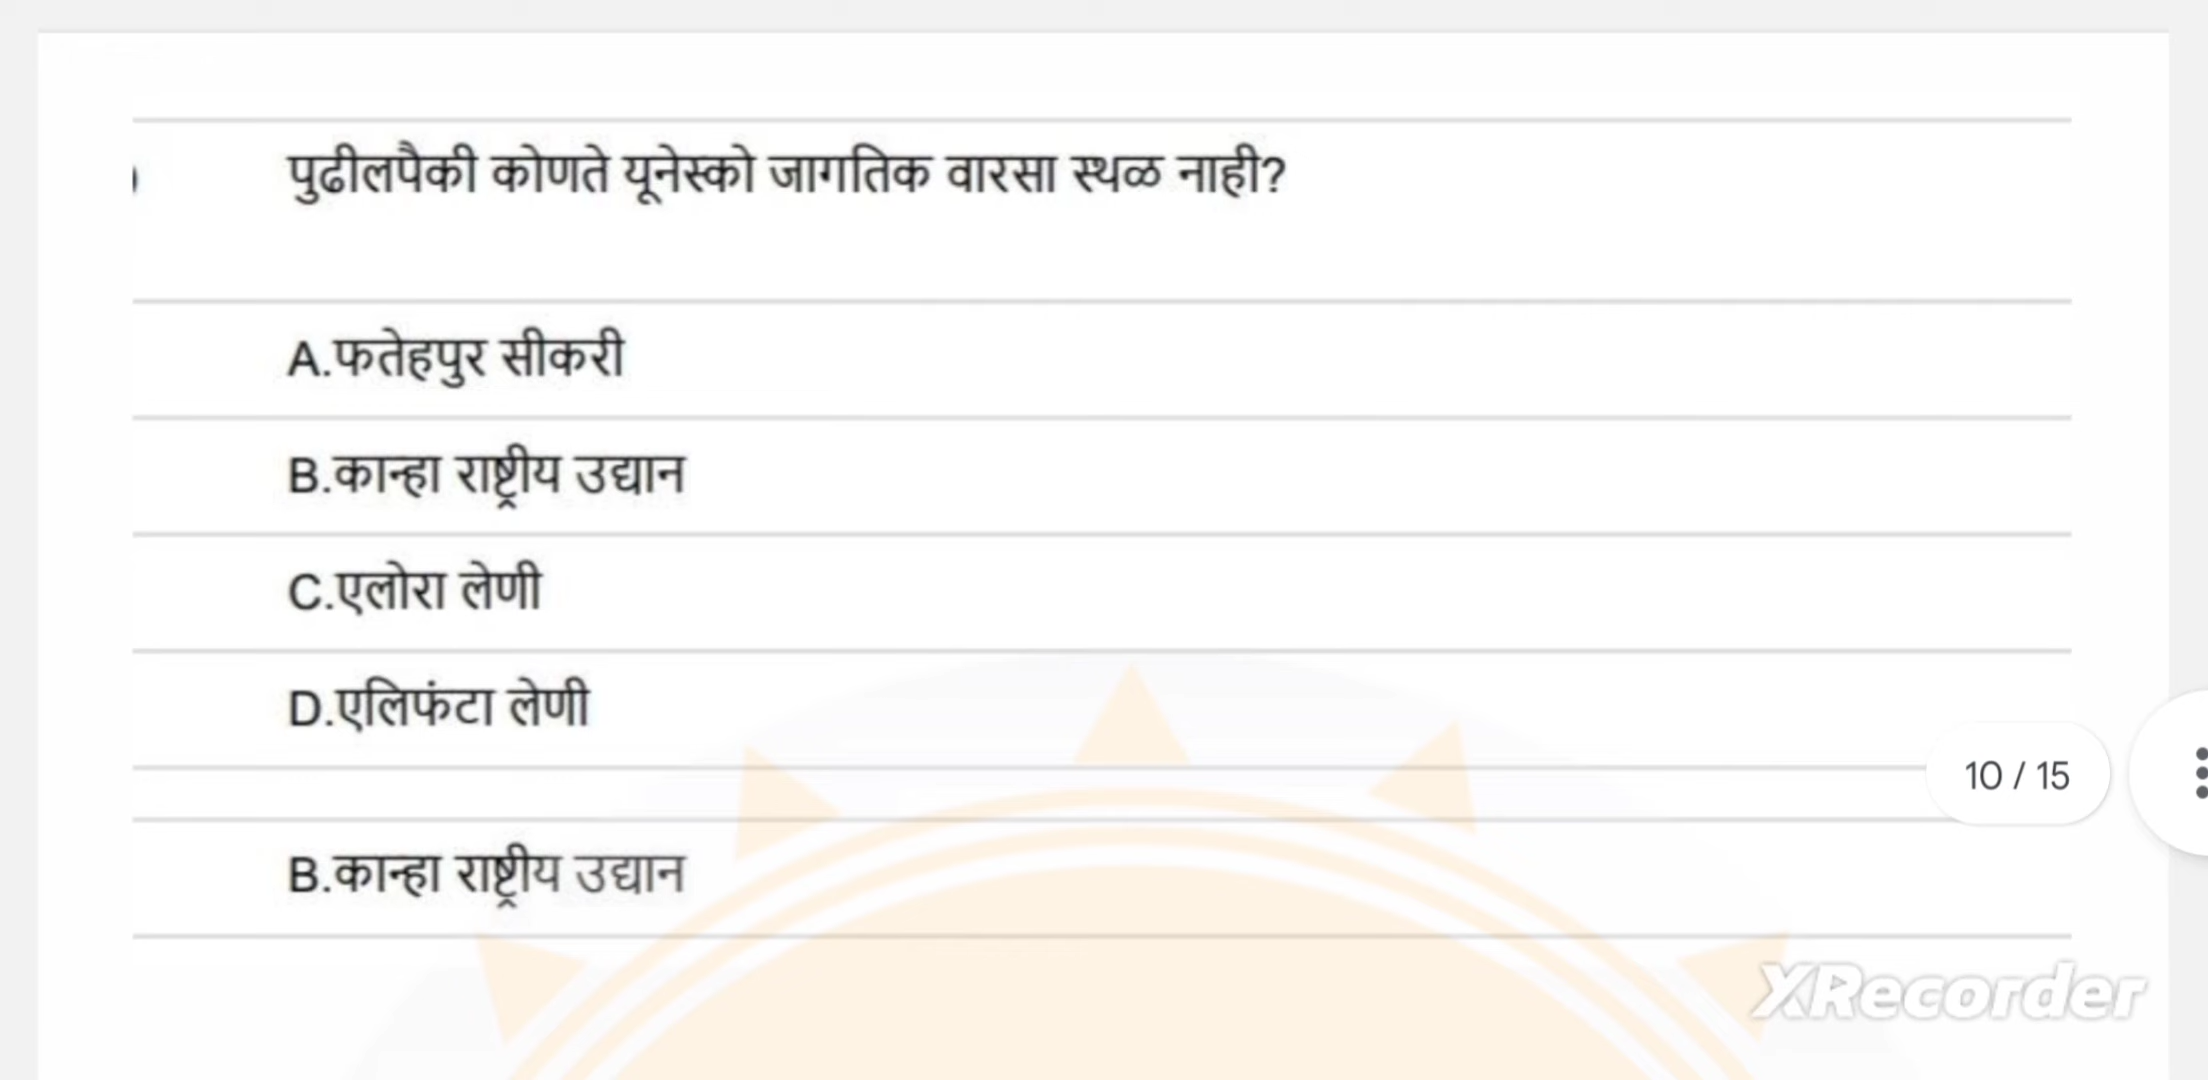 पुढीलपैकी कोणते यूनेस्को जागतिक वारसा स्थळ नाही?
A.फतेहपुर सीकरी
B.कान्हा राष्ट्रीय उद्यान
C.एलोरा लेणी
D.एलिफंटा लेणी
10 / 15
B.कान्हा राष्ट्रीय उद्यान
XRecorder